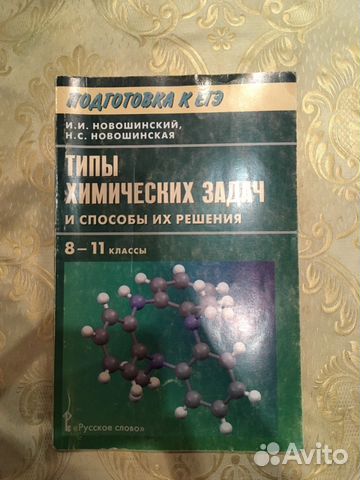 ПОДГОТОВКА К ЕГЭ
И.И. НОВОШИНСКИЙ,
Н.С. НОВОШИНСКАЯ
ТИПЫ
ХИМИЧЕСКИХ ЗАДАЧ
И СПОСОБЫ ИХ РЕШЕНИЯ
8–11 КЛАССЫ
«Русское слово»
Avito